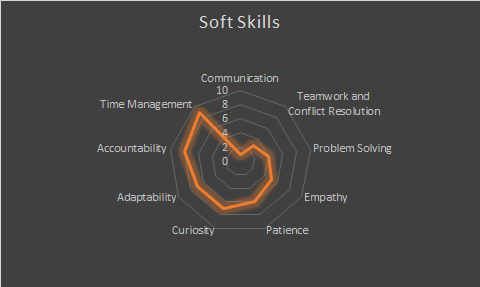 Soft Skills
Communication
Teamwork and
Conflict Resolution
Problem Solving
Empathy
Patience
Curiosity
Adaptability
Accountability
Time Management
10
8
6
4
2
0